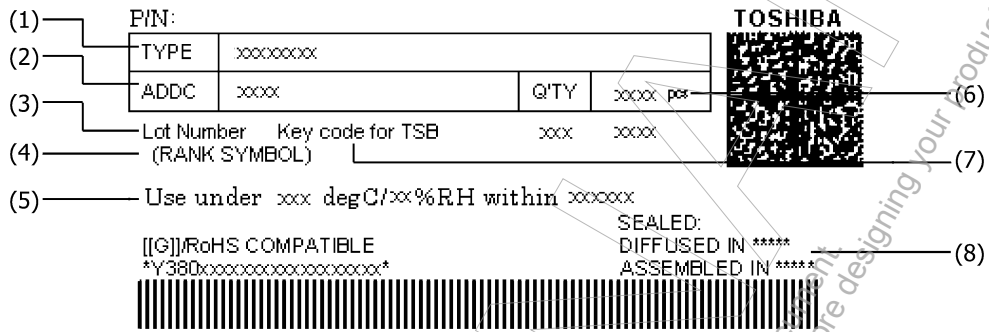 (1) P/N: TOSHIBA
TYPE xxxxxxxx
(2) ADDC xxxx Q'TY xxxx pcs (6)
(3) Lot Number Key code for TSB xxx xxxx
(4) (RANK SYMBOL) (7)
(5) Use under xxx degC/xx%RH within xxxxxx
SEALED:
[[G]]/RoHS COMPATIBLE DIFFUSED IN ***** (8)
*Y380xxxxxxxxxxxxxxxxx* ASSEMBLED IN *****
designing your